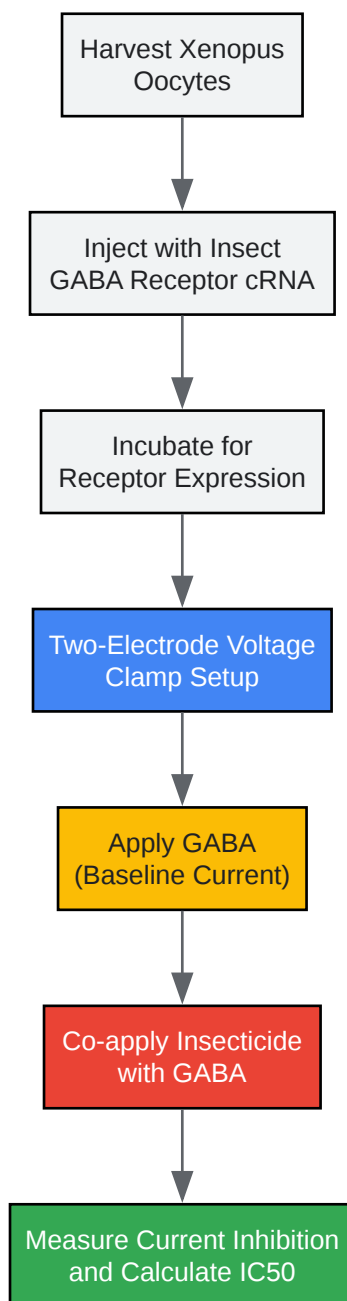 Harvest Xenopus
Oocytes
Inject with Insect
GABA Receptor cRNA
Incubate for
Receptor Expression
Two-Electrode Voltage
Clamp Setup
Apply GABA
(Baseline Current)
Co-apply Insecticide
with GABA
Measure Current Inhibition
and Calculate IC50